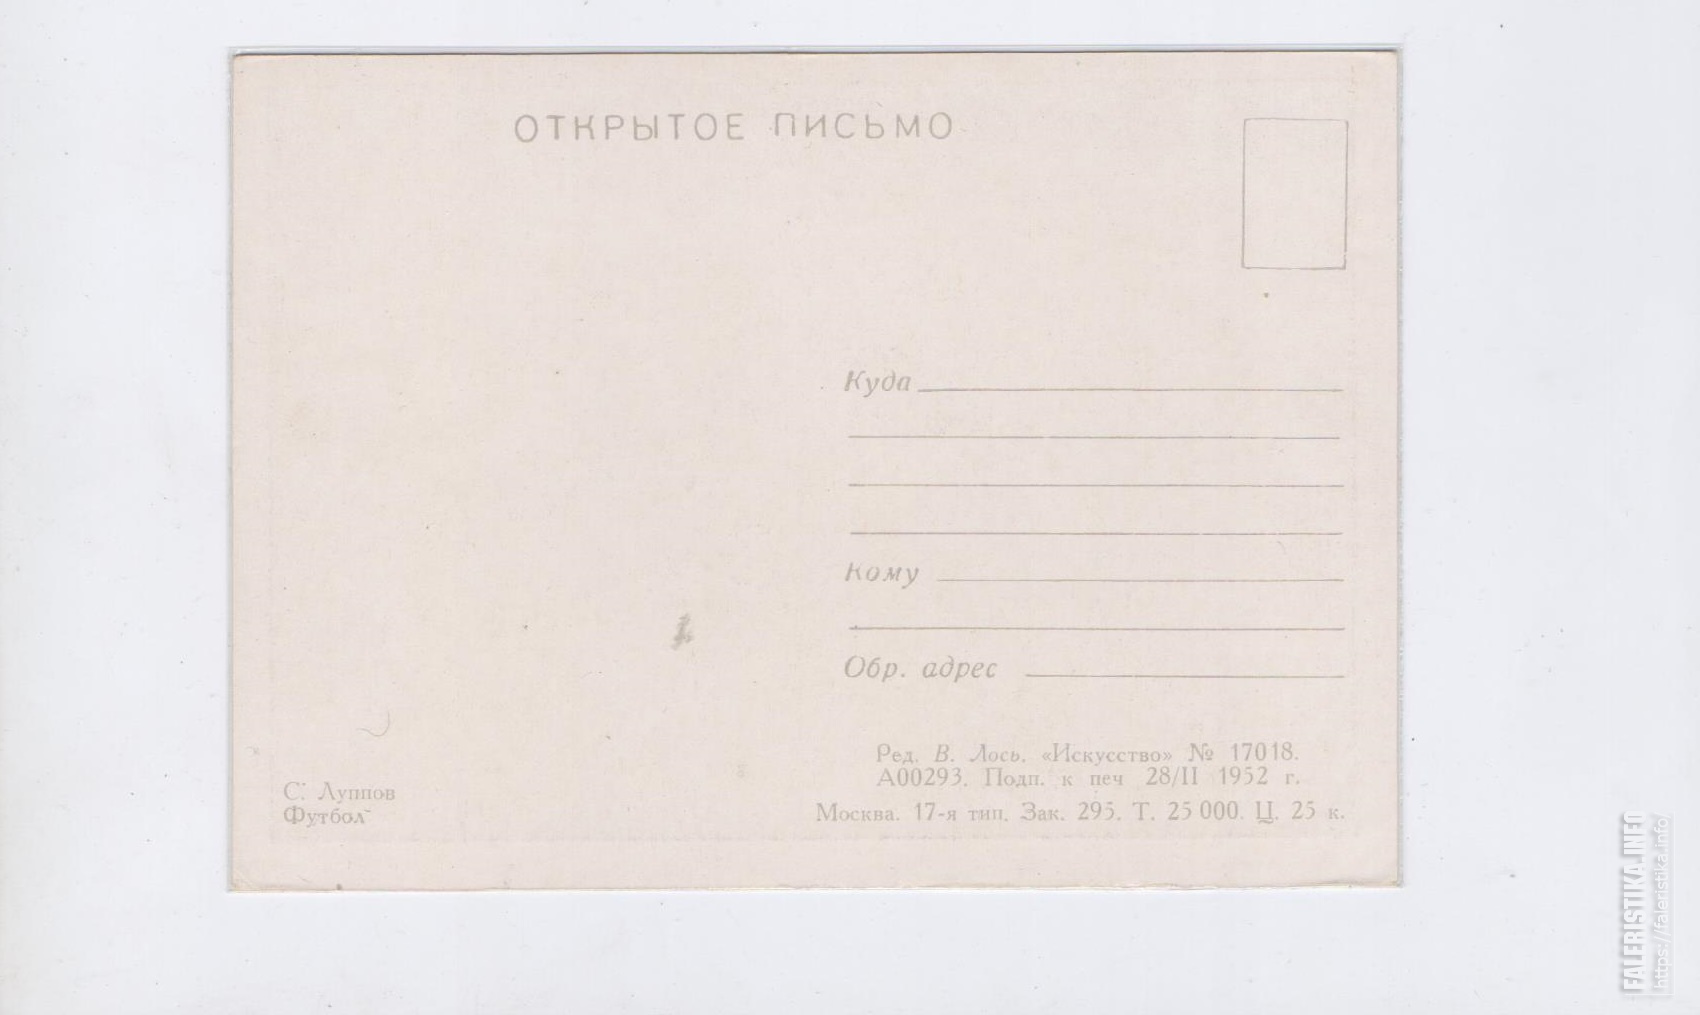 ОТКРЫТОЕ ПИСЬМО
Куда
Кому
Обр. адрес
С. Луппов
Футбол
Ред. В. Лось. «Искусство» № 17018.
А00293. Подп. к печ 28/II 1952 г.
Москва. 17-я тип. Зак. 295. Т. 25 000. Ц. 25 к.
FALERISTIKA.INFO
https://faleristika.info/